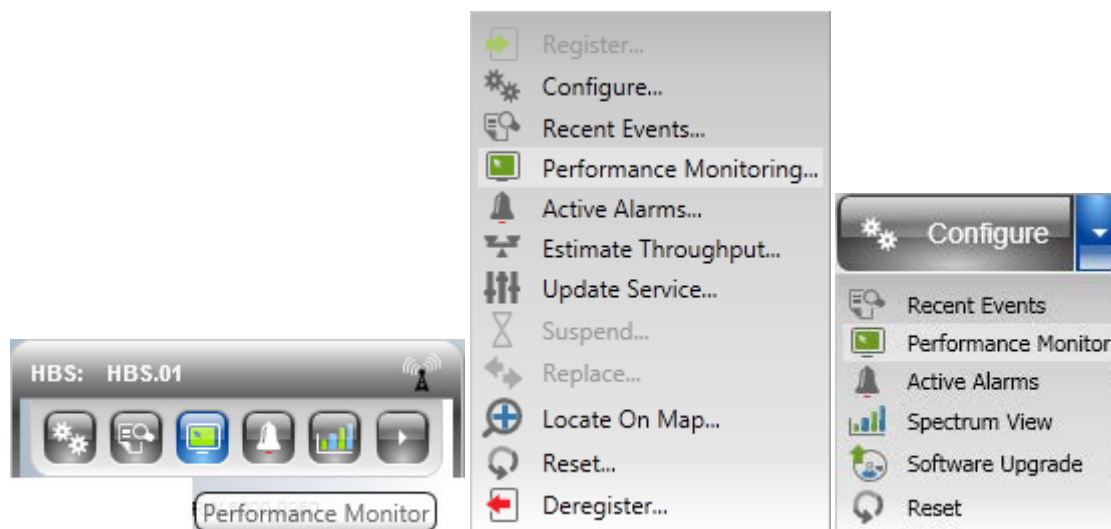 HBS: HBS.01
Performance Monitor
Register...
Configure...
Recent Events...
Performance Monitoring...
Active Alarms...
Estimate Throughput...
Update Service...
Suspend...
Replace...
Locate On Map...
Reset...
Deregister...
Configure
Recent Events
Performance Monitor
Active Alarms
Spectrum View
Software Upgrade
Reset